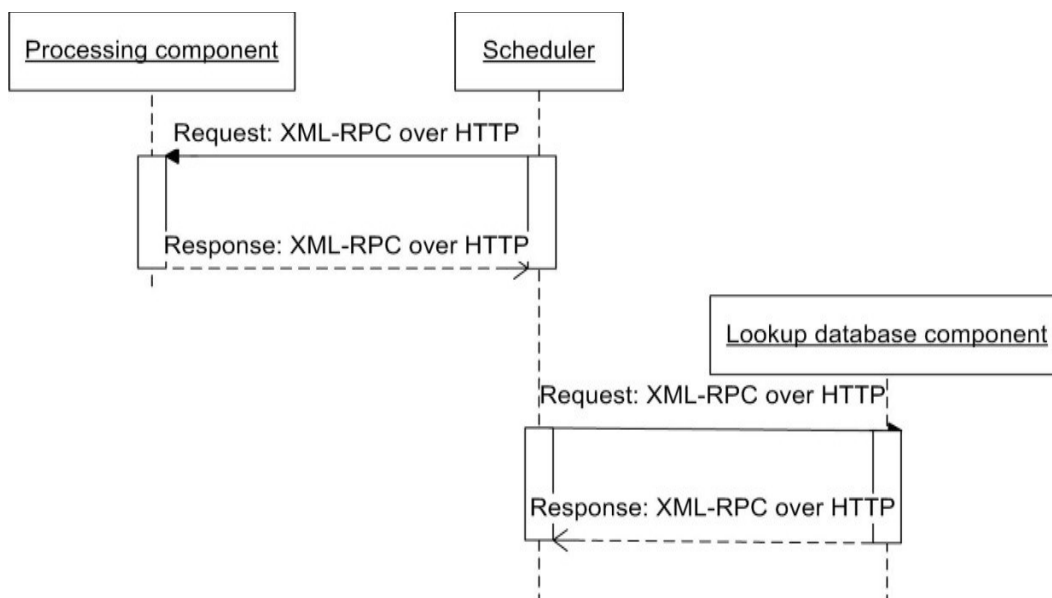 Processing component
Scheduler
Request: XML-RPC over HTTP
Response: XML-RPC over HTTP
Lookup database component
Request: XML-RPC over HTTP
Response: XML-RPC over HTTP